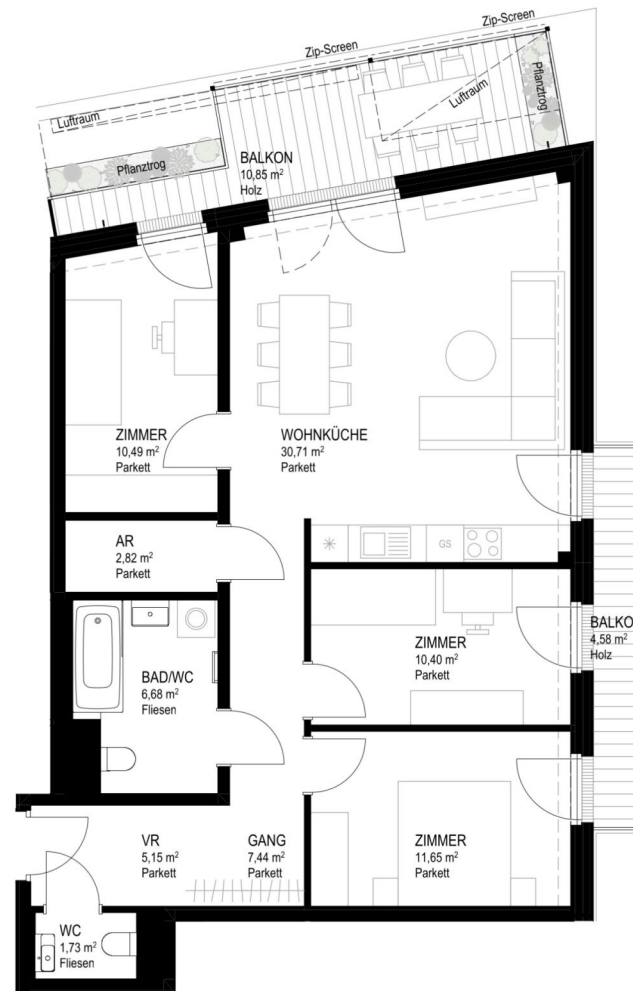 Zip-Screen
Zip-Screen
Luftraum
Luftraum
Pflanztrog
Pflanztrog
BALKON
10,85 m²
Holz
ZIMMER
10,49 m²
Parkett
WOHNKÜCHE
30,71 m²
Parkett
AR
2,82 m²
Parkett
GS
BAD/WC
6,68 m²
Fliesen
ZIMMER
10,40 m²
Parkett
BALKO
4,58 m²
Holz
VR
5,15 m²
Parkett
GANG
7,44 m²
Parkett
ZIMMER
11,65 m²
Parkett
WC
1,73 m²
Fliesen